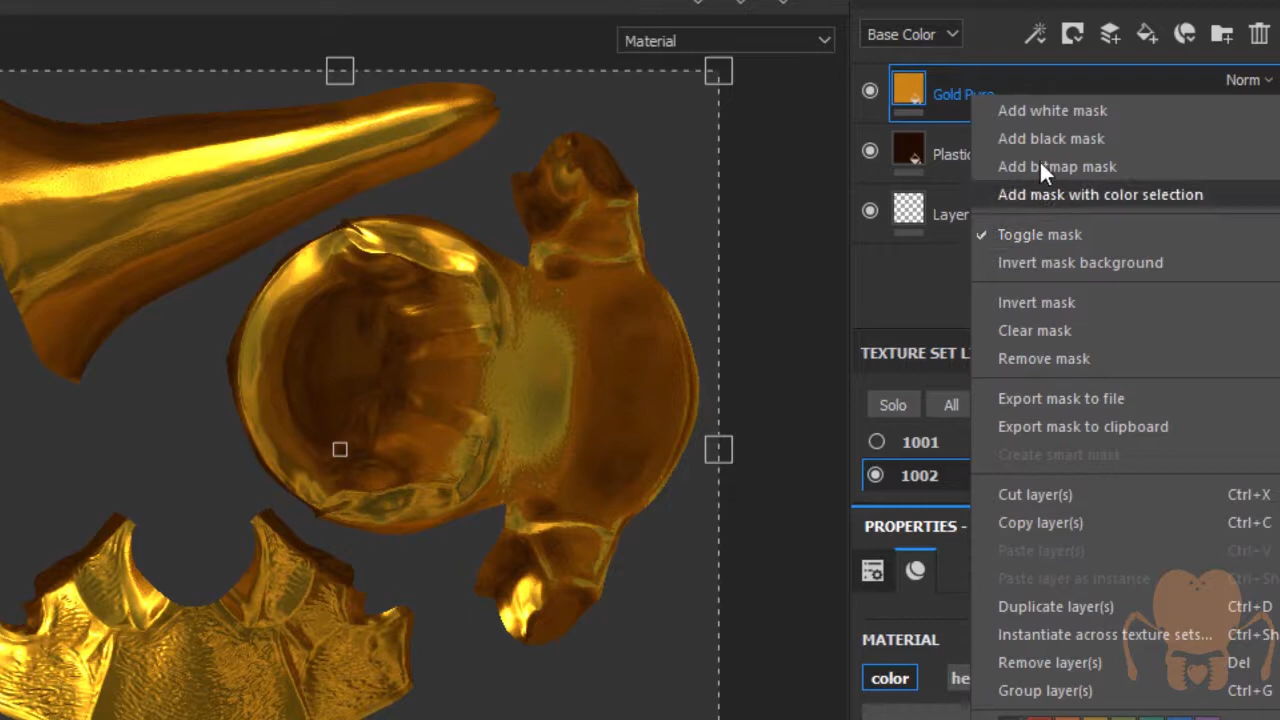 Material
Base Color
Gold Pure
Norm
Plastic
Layer
Add white mask
Add black mask
Add bitmap mask
Add mask with color selection
Toggle mask
Invert mask background
Invert mask
Clear mask
Remove mask
Export mask to file
Export mask to clipboard
Create smart mask
Cut layer(s) Ctrl+X
Copy layer(s) Ctrl+C
Paste layer(s) Ctrl+V
Paste layer as instance Ctrl+Sh
Duplicate layer(s) Ctrl+D
Instantiate across texture sets... Ctrl+Sh
Remove layer(s) Del
Group layer(s) Ctrl+G
TEXTURE SET L
Solo All
1001
1002
PROPERTIES -
MATERIAL
color he